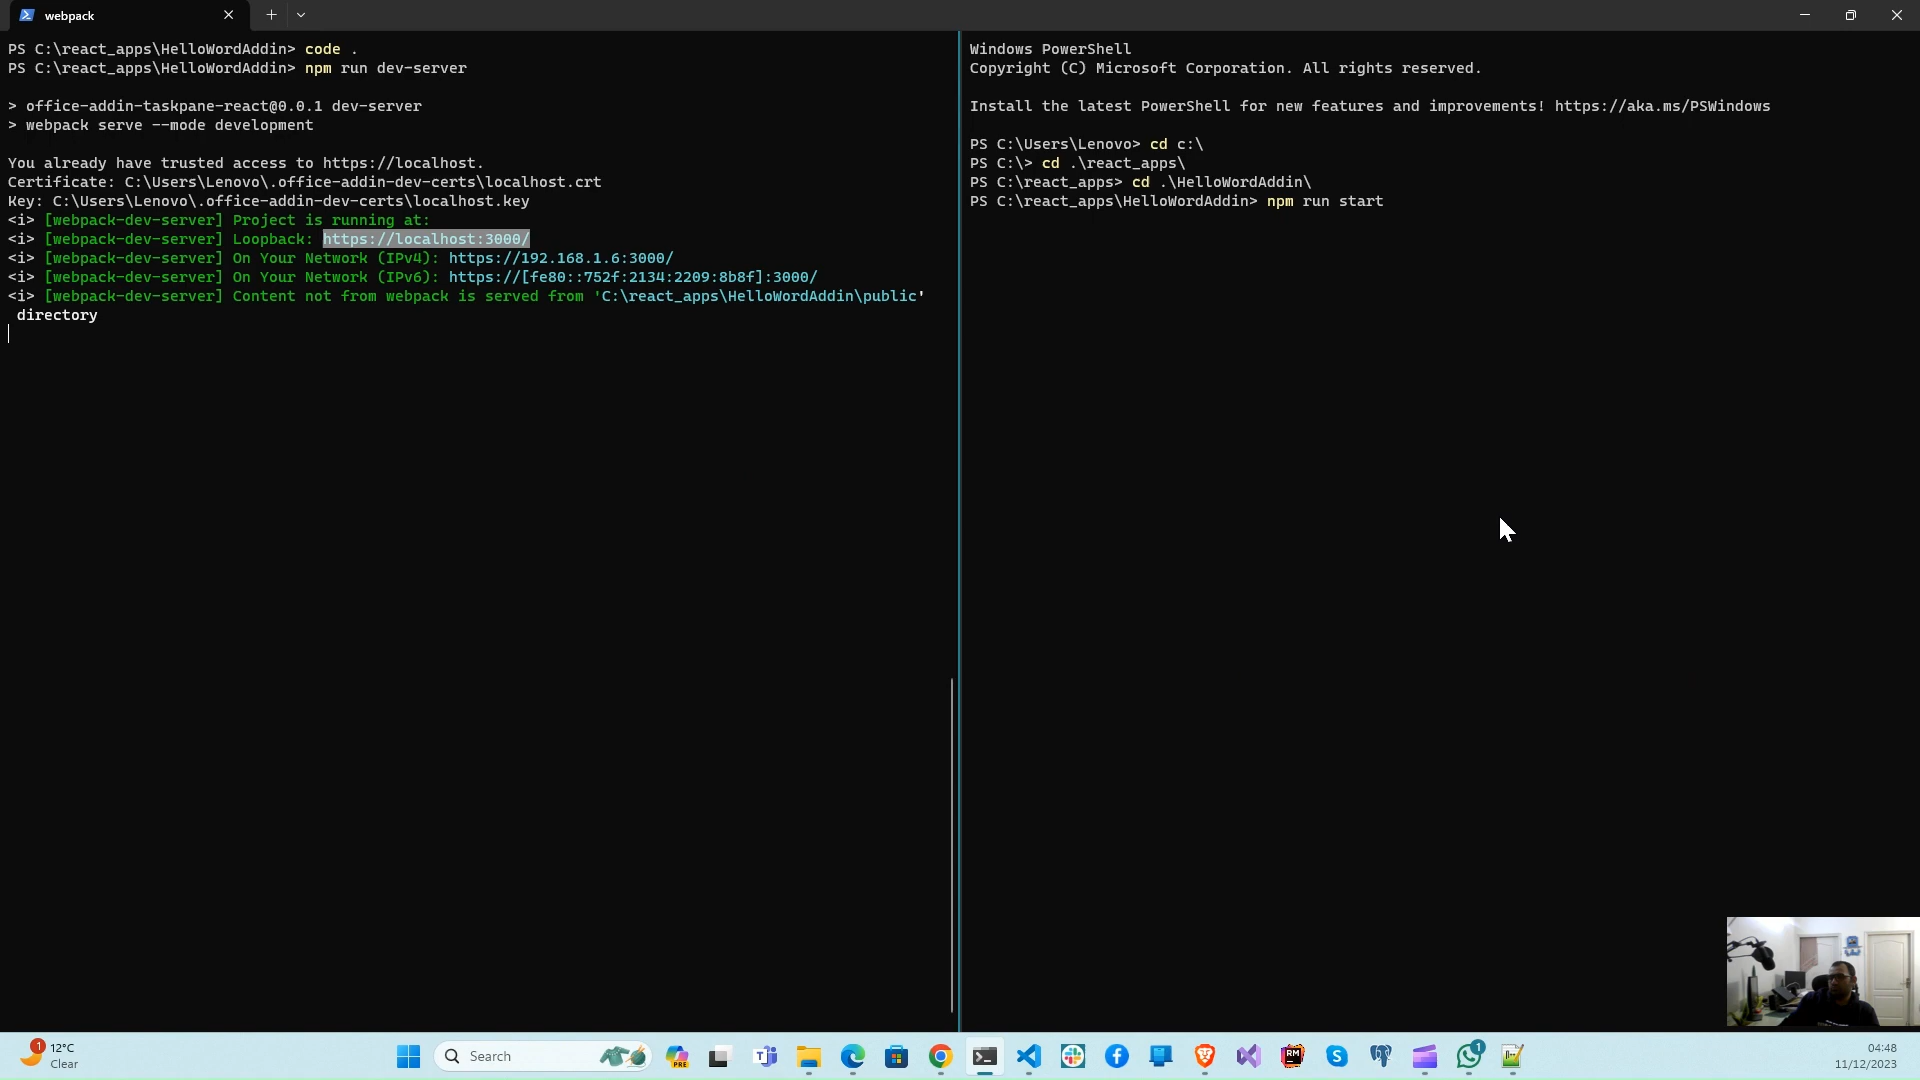 webpack
PS C:\react_apps\HelloWordAddin> code .
PS C:\react_apps\HelloWordAddin> npm run dev-server
> office-addin-taskpane-react@0.0.1 dev-server
> webpack serve --mode development
You already have trusted access to https://localhost.
Certificate: C:\Users\Lenovo\.office-addin-dev-certs\localhost.crt
Key: C:\Users\Lenovo\.office-addin-dev-certs\localhost.key
<i> [webpack-dev-server] Project is running at:
<i> [webpack-dev-server] Loopback: https://localhost:3000/
<i> [webpack-dev-server] On Your Network (IPv4): https://192.168.1.6:3000/
<i> [webpack-dev-server] On Your Network (IPv6): https://[fe80::752f:2134:2209:8b8f]:3000/
<i> [webpack-dev-server] Content not from webpack is served from 'C:\react_apps\HelloWordAddin\public'
directory
Windows PowerShell
Copyright (C) Microsoft Corporation. All rights reserved.
Install the latest PowerShell for new features and improvements! https://aka.ms/PSWindows
PS C:\Users\Lenovo> cd c:\
PS C:\> cd .\react_apps\
PS C:\react_apps> cd .\HelloWordAddin\
PS C:\react_apps\HelloWordAddin> npm run start
1
12°C
Clear
Search
PRE
RM
1
04:48
11/12/2023